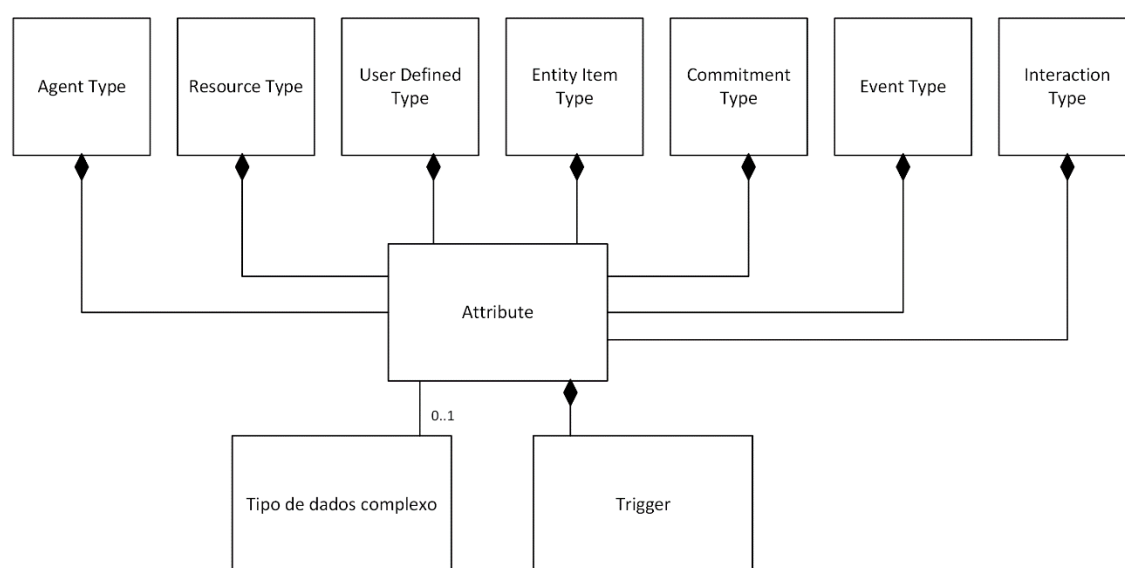 Agent Type
Resource Type
User Defined
Type
Entity Item
Type
Commitment
Type
Event Type
Interaction
Type
Attribute
0..1
Tipo de dados complexo
Trigger